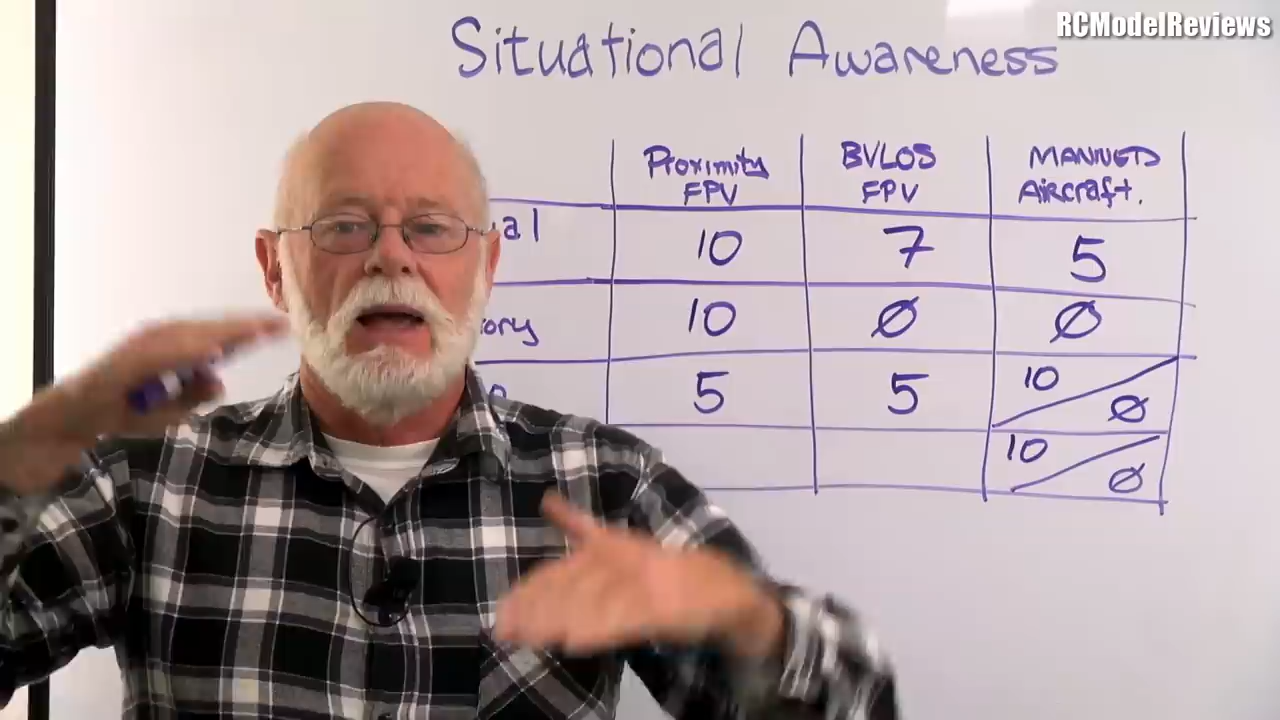 RCModelReviews
Situational Awareness
Proximity FPV BVLOS FPV MANNED Aircraft.
10 7 5
10 Ø Ø
5 5 10 / Ø
10 / Ø